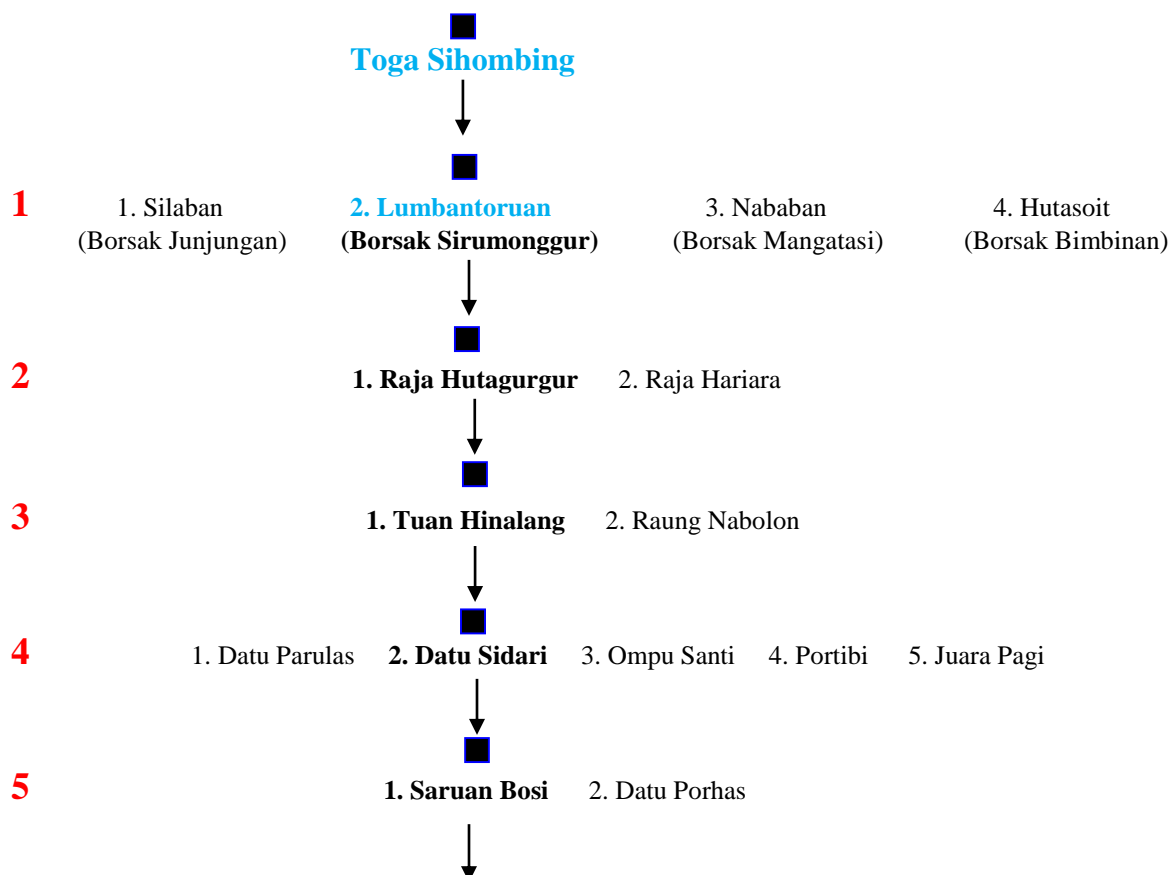 Toga Sihombing
1 1. Silaban 2. Lumbantoruan 3. Nababan 4. Hutasoit
(Borsak Junjungan) (Borsak Sirumonggur) (Borsak Mangatasi) (Borsak Bimbinan)
2 1. Raja Hutagurgur 2. Raja Hariara
3 1. Tuan Hinalang 2. Raung Nabolon
4 1. Datu Parulas 2. Datu Sidari 3. Ompu Santi 4. Portibi 5. Juara Pagi
5 1. Saruan Bosi 2. Datu Porhas